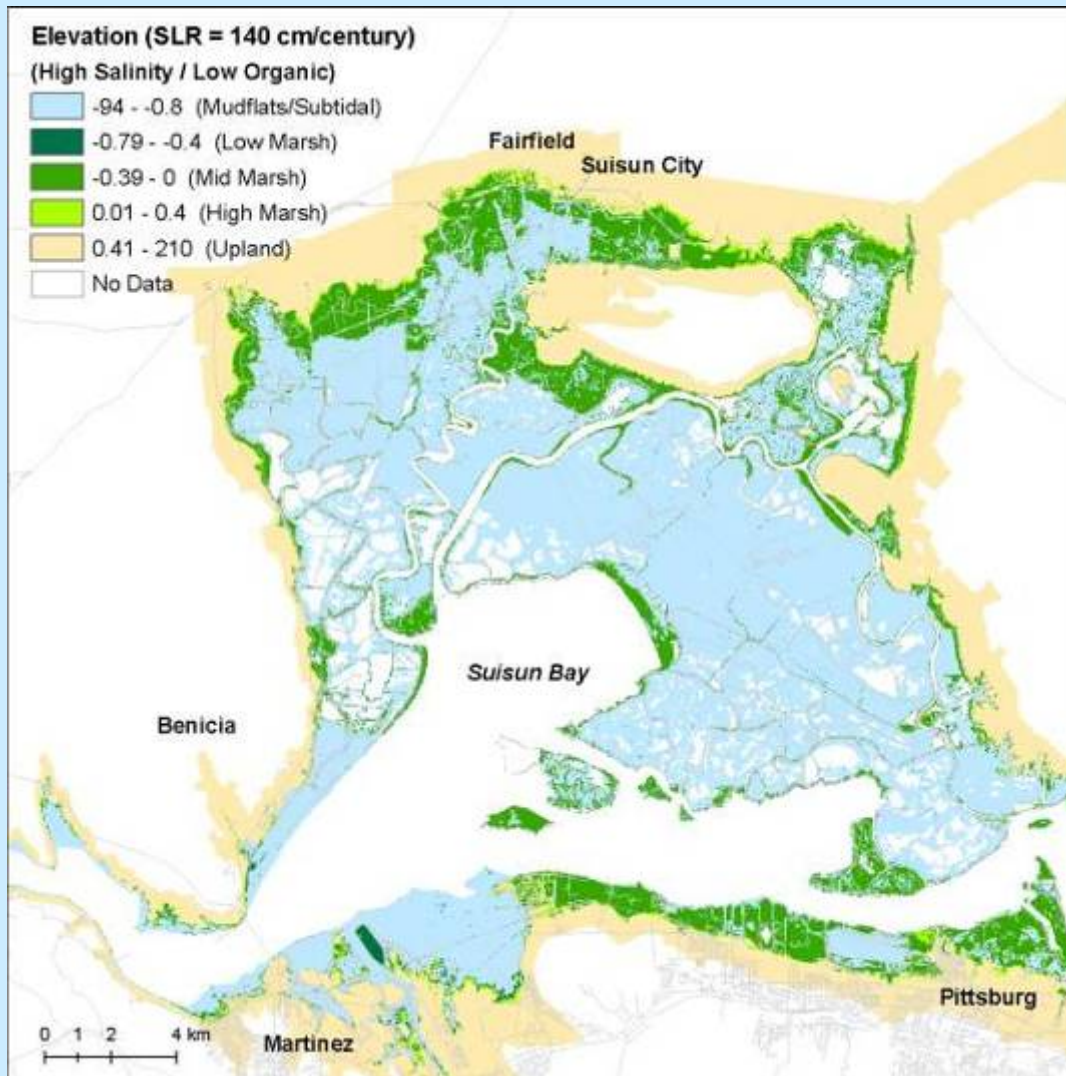 Elevation (SLR = 140 cm/century)
(High Salinity / Low Organic)
-94 - -0.8 (Mudflats/Subtidal)
-0.79 - -0.4 (Low Marsh)
-0.39 - 0 (Mid Marsh)
0.01 - 0.4 (High Marsh)
0.41 - 210 (Upland)
No Data
Fairfield
Suisun City
Suisun Bay
Benicia
Pittsburg
Martinez
0 1 2 4 km